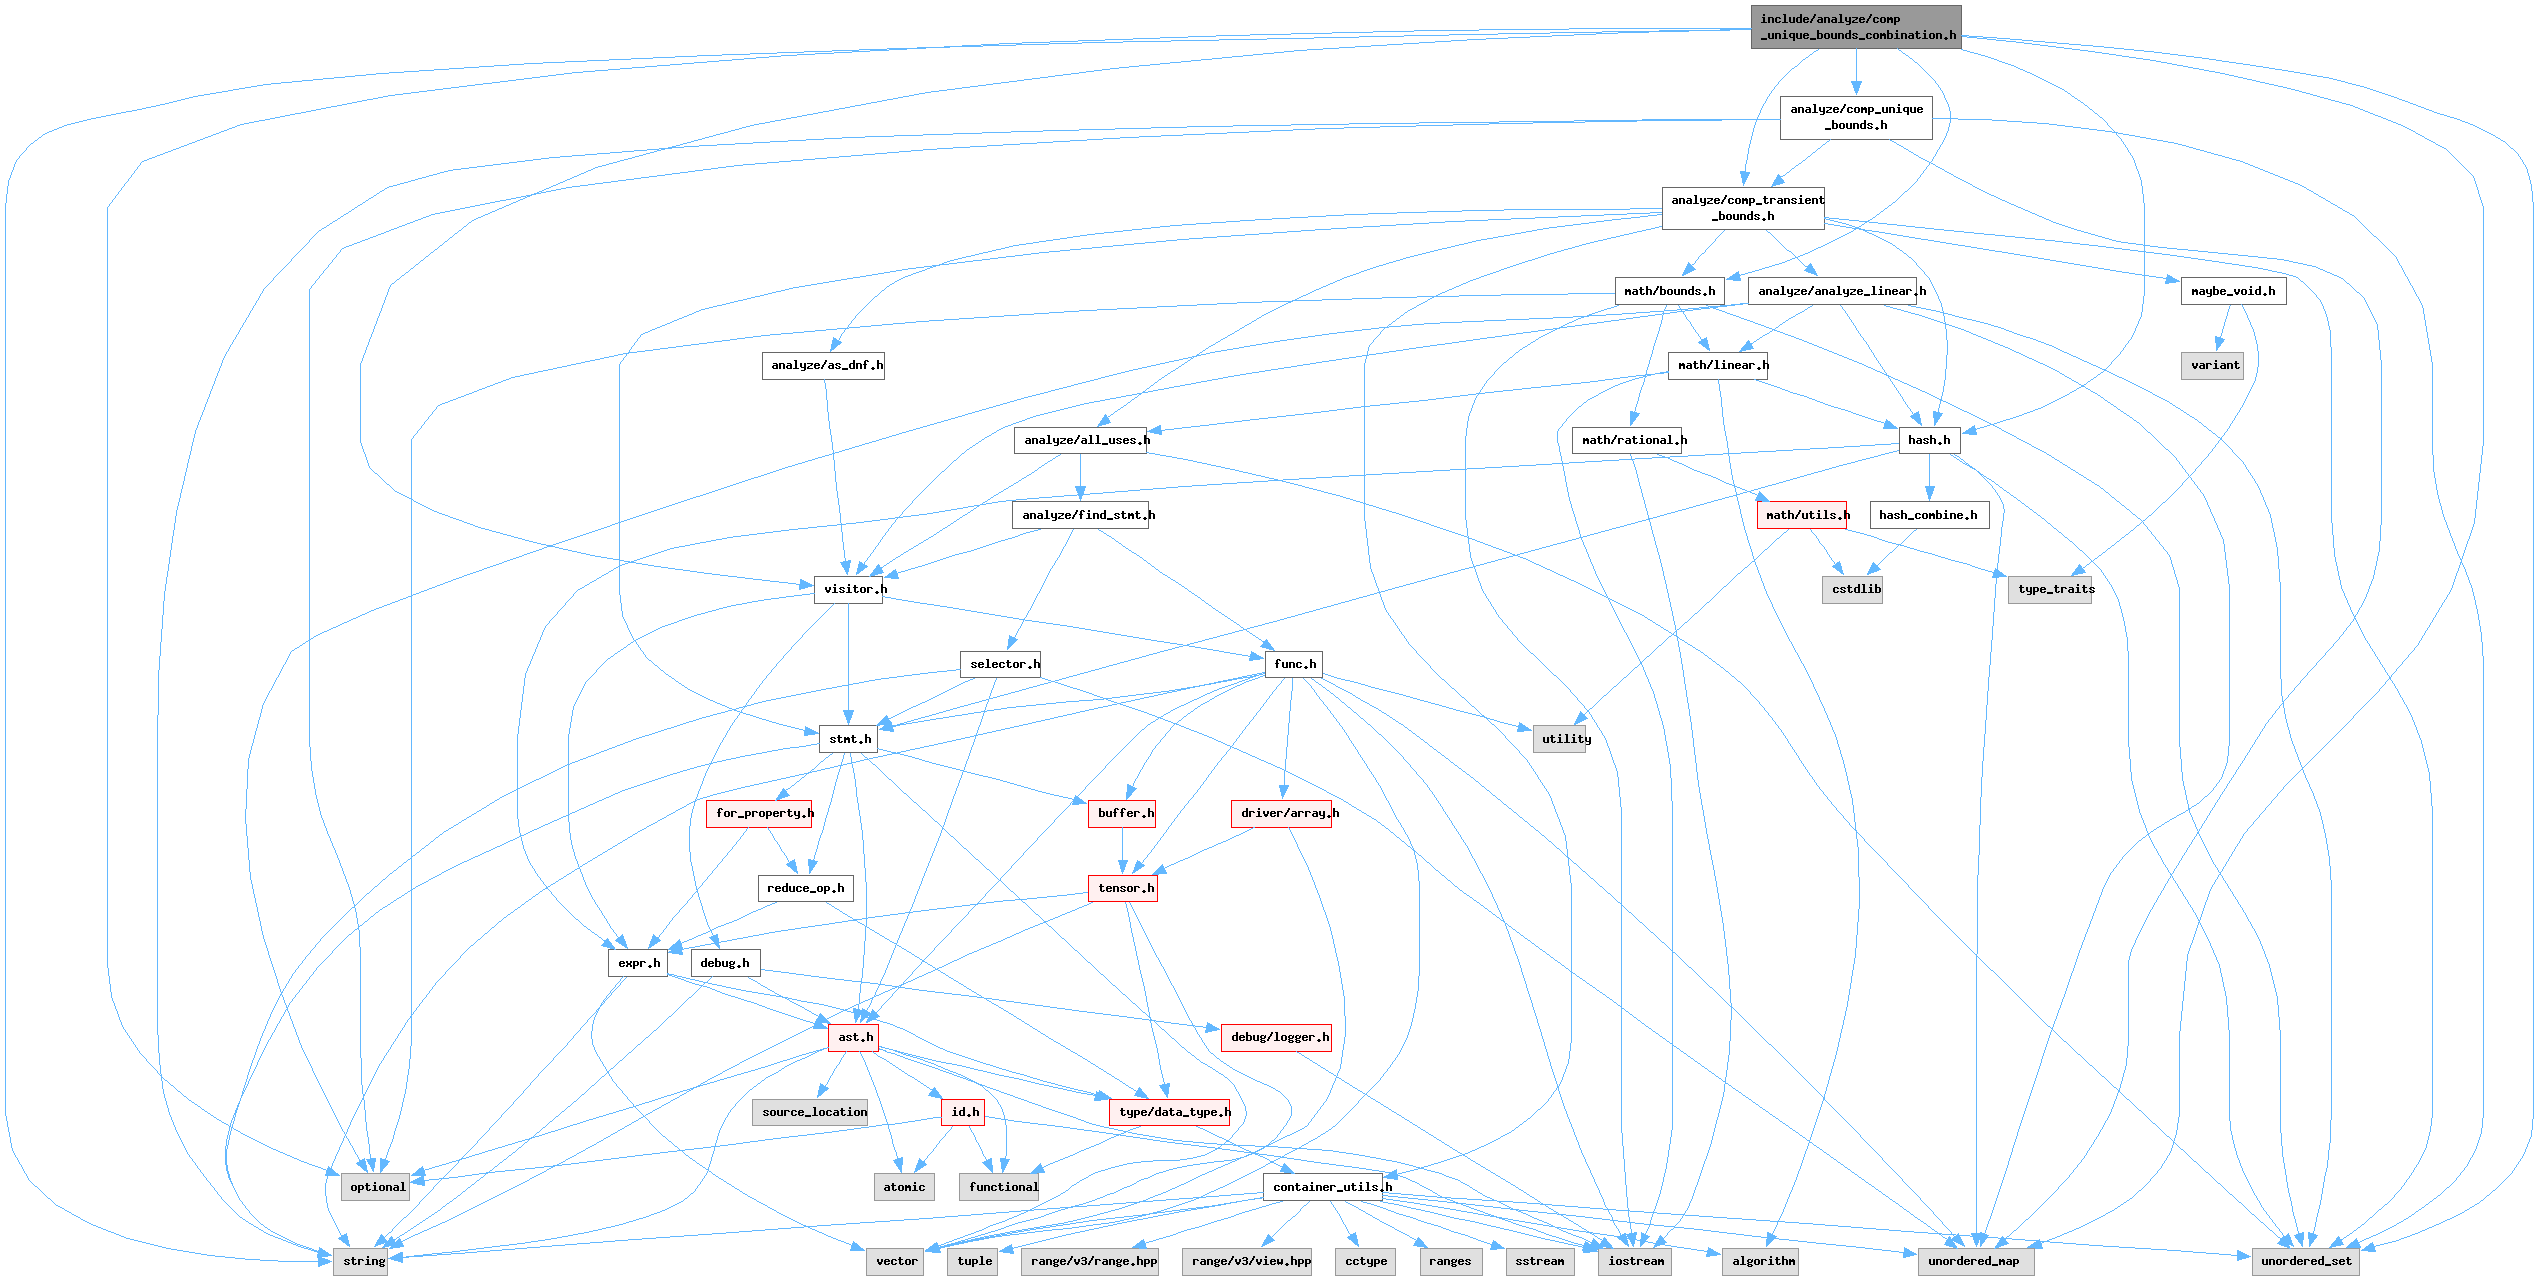 include/analyze/comp
_unique_bounds_combination.h
analyze/comp_unique
_bounds.h
analyze/comp_transient
_bounds.h
math/bounds.h
analyze/analyze_linear.h
maybe_void.h
analyze/as_dnf.h
math/linear.h
variant
analyze/all_uses.h
math/rational.h
hash.h
analyze/find_stmt.h
math/utils.h
hash_combine.h
visitor.h
cstdlib
type_traits
selector.h
func.h
stmt.h
utility
for_property.h
buffer.h
driver/array.h
reduce_op.h
tensor.h
expr.h
debug.h
ast.h
debug/logger.h
source_location
id.h
type/data_type.h
optional
atomic
functional
container_utils.h
string
vector
tuple
range/v3/range.hpp
range/v3/view.hpp
cctype
ranges
sstream
iostream
algorithm
unordered_map
unordered_set